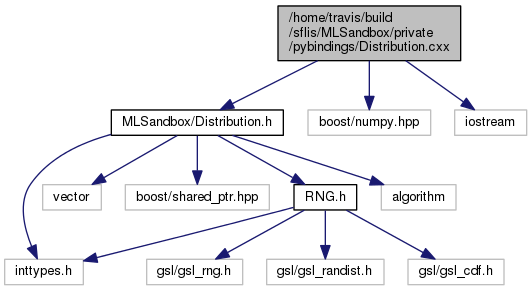 /home/travis/build
/sflis/MLSandbox/private
/pybindings/Distribution.cxx
MLSandbox/Distribution.h
boost/numpy.hpp
iostream
vector
boost/shared_ptr.hpp
RNG.h
algorithm
inttypes.h
gsl/gsl_rng.h
gsl/gsl_randist.h
gsl/gsl_cdf.h